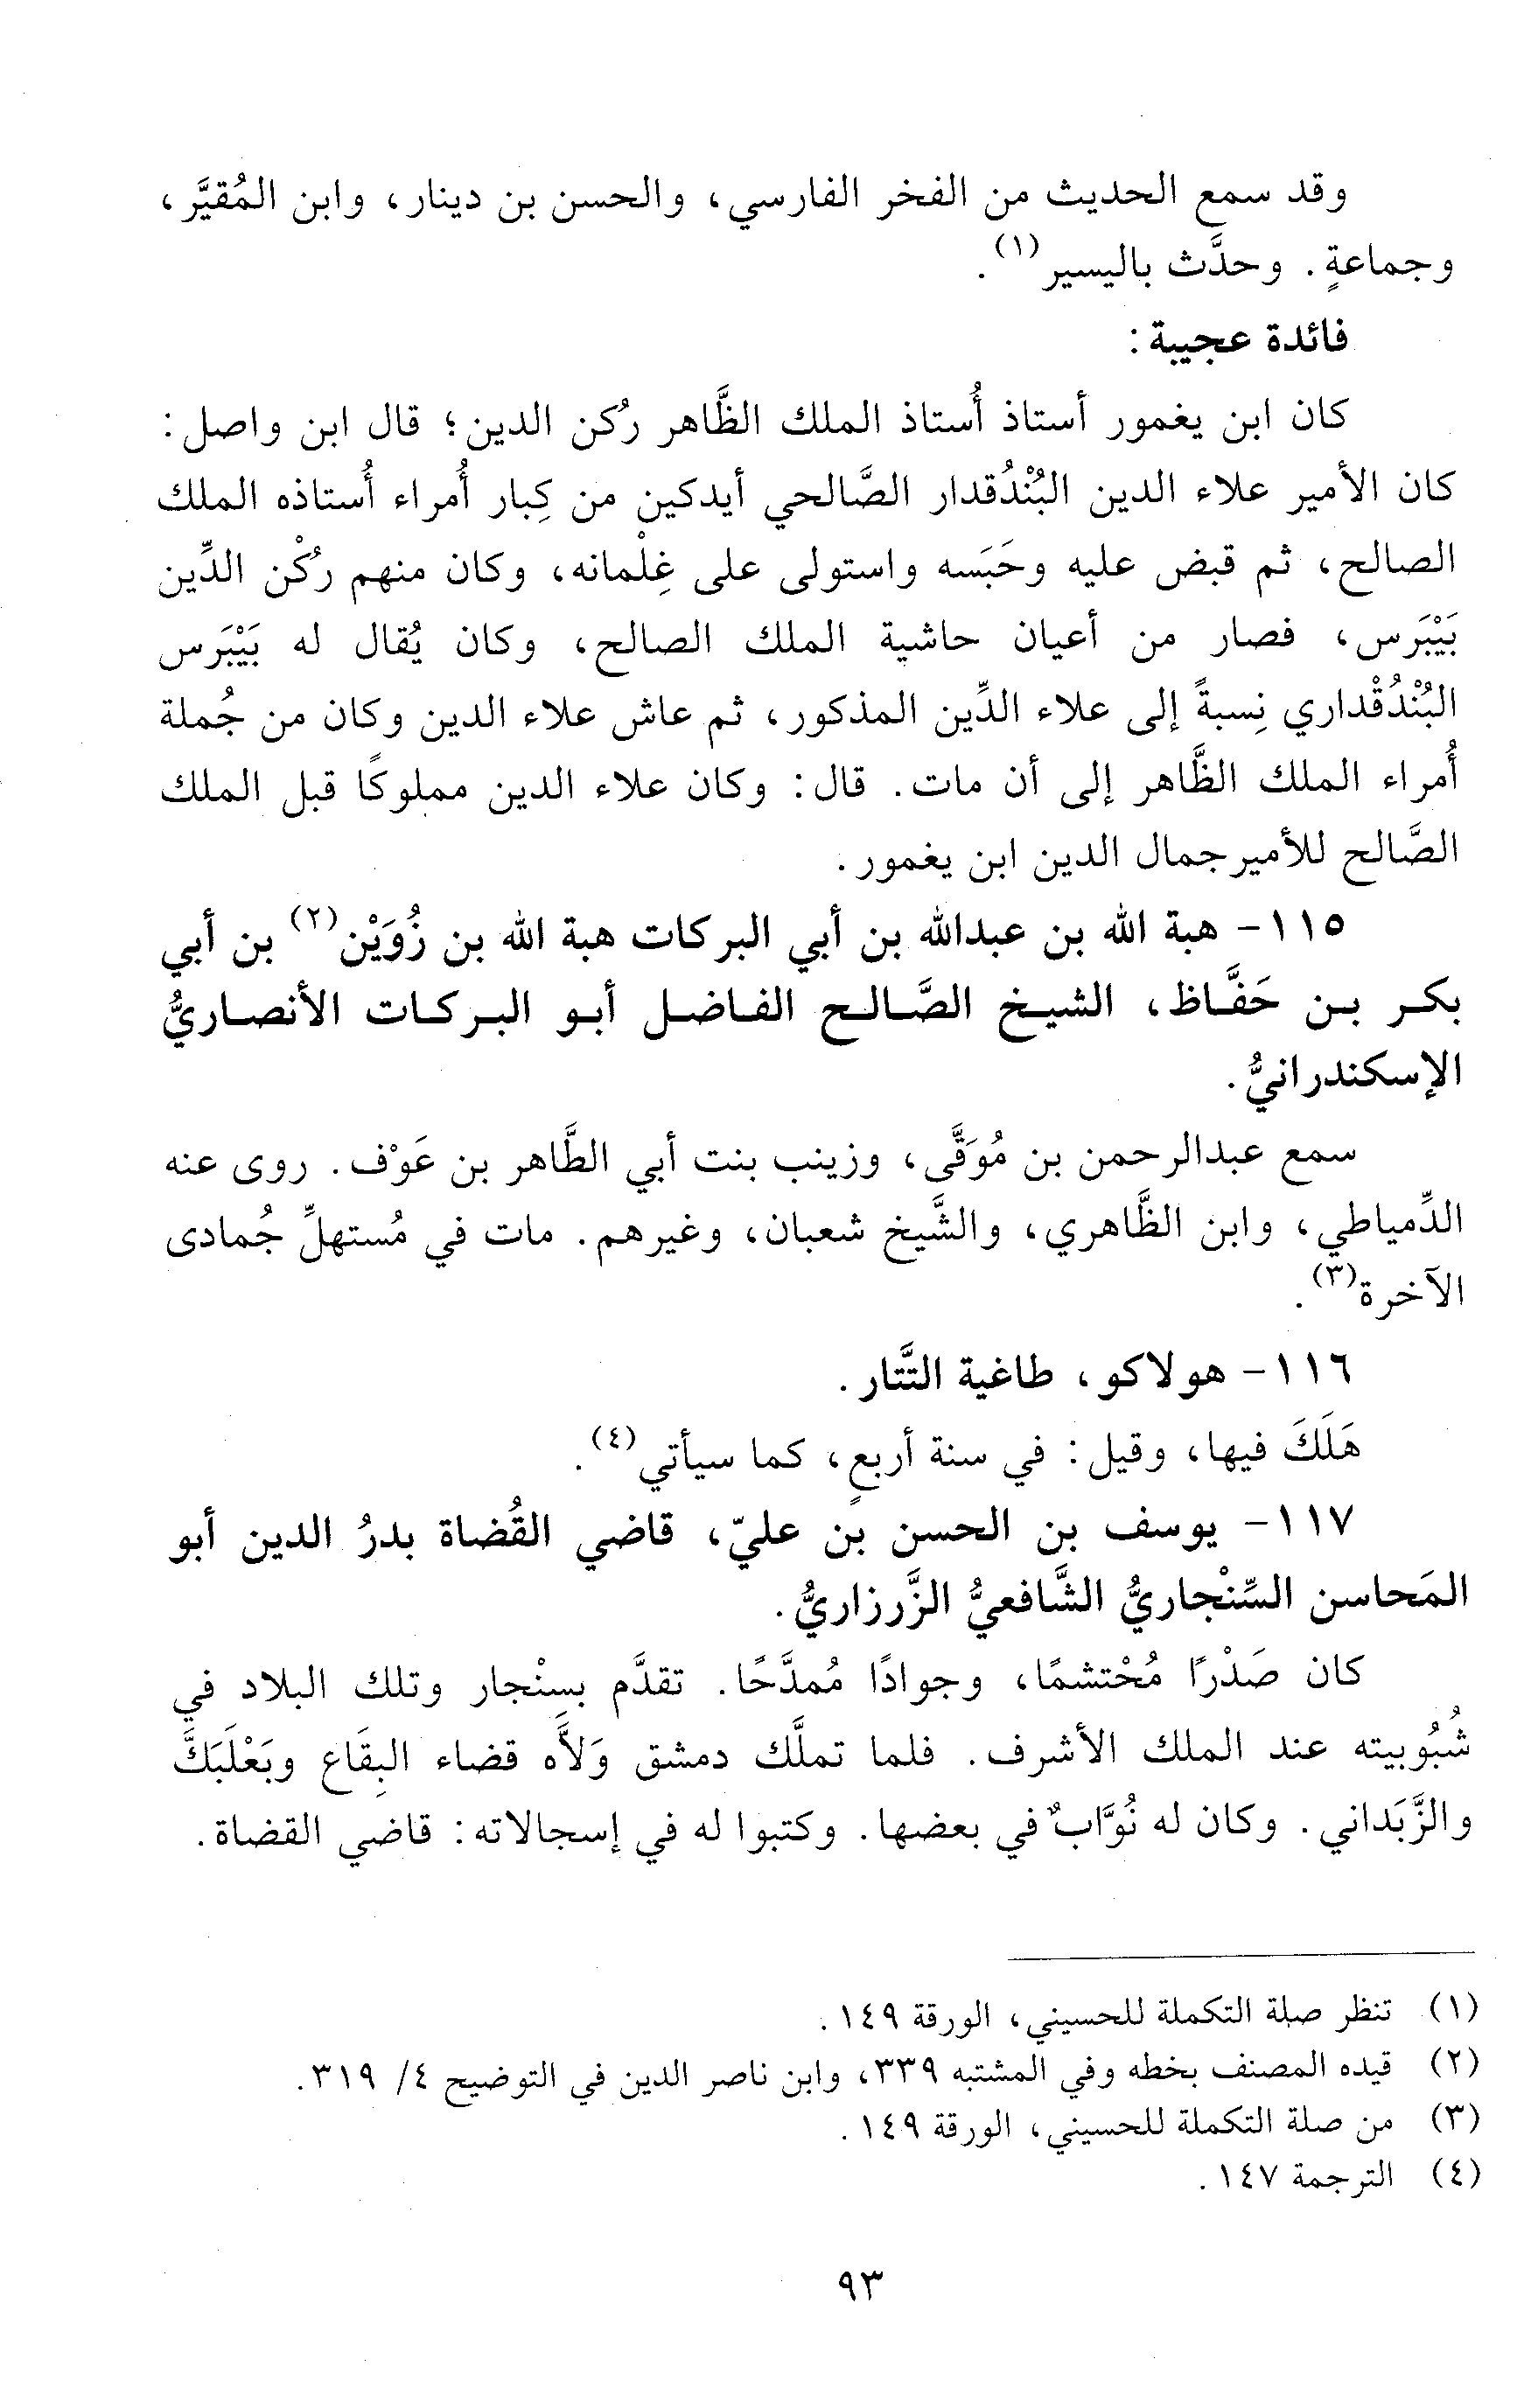 وقد سمع الحديث من الفخر الفارسي، والحسن بن دينار، وابن المُقيَّر،
وجماعةٍ. وحدَّث باليسير(١).
فائدة عجيبة:
كان ابن يغمور أستاذ أُستاذ الملك الظَّاهر رُكن الدين؛ قال ابن واصل:
كان الأمير علاء الدين البُنْدُقدار الصَّالحي أيدكين من كِبار أُمراء أُستاذه الملك
الصالح، ثم قبض عليه وحَبَسه واستولى على غِلْمانه، وكان منهم رُكْن الدِّين
بَيْبَرس، فصار من أعيان حاشية الملك الصالح، وكان يُقال له بَيْبَرس
البُنْدُقْداري نِسبةً إلى علاء الدِّين المذكور، ثم عاش علاء الدين وكان من جُملة
أُمراء الملك الظَّاهر إلى أن مات. قال: وكان علاء الدين مملوكًا قبل الملك
الصَّالح للأميرجمال الدين ابن يغمور.
١١٥- هبة الله بن عبدالله بن أبي البركات هبة الله بن زُوَيْن(٢) بن أبي
بكر بن حَفَّاظ، الشيخ الصَّالح الفاضل أبو البركات الأنصاريُّ
الإسكندرانيُّ.
سمع عبدالرحمن بن مُوَقَّى، وزينب بنت أبي الطَّاهر بن عَوْف. روى عنه
الدِّمياطي، وابن الظَّاهري، والشَّيخ شعبان، وغيرهم. مات في مُستهلِّ جُمادى
الآخرة(٣).
١١٦- هولاكو، طاغية التَّتار.
هَلَكَ فيها، وقيل: في سنة أربعٍ، كما سيأتي(٤).
١١٧- يوسف بن الحسن بن عليّ، قاضي القُضاة بدرُ الدين أبو
المَحاسن السِّنْجاريُّ الشَّافعيُّ الزَّرزاريُّ.
كان صَدْرًا مُحْتشمًا، وجوادًا مُمدَّحًا. تقدَّم بسِنْجار وتلك البلاد في
شُبُوبيته عند الملك الأشرف. فلما تملَّك دمشق وَلاَّه قضاء البِقَاع وبَعْلَبَكَّ
والزَّبَداني. وكان له نُوَّابٌ في بعضها. وكتبوا له في إسجالاته: قاضي القضاة.
(١) تنظر صلة التكملة للحسيني، الورقة ١٤٩.
(٢) قيده المصنف بخطه وفي المشتبه ٣٣٩، وابن ناصر الدين في التوضيح ٤/ ٣١٩.
(٣) من صلة التكملة للحسيني، الورقة ١٤٩.
(٤) الترجمة ١٤٧.
٩٣